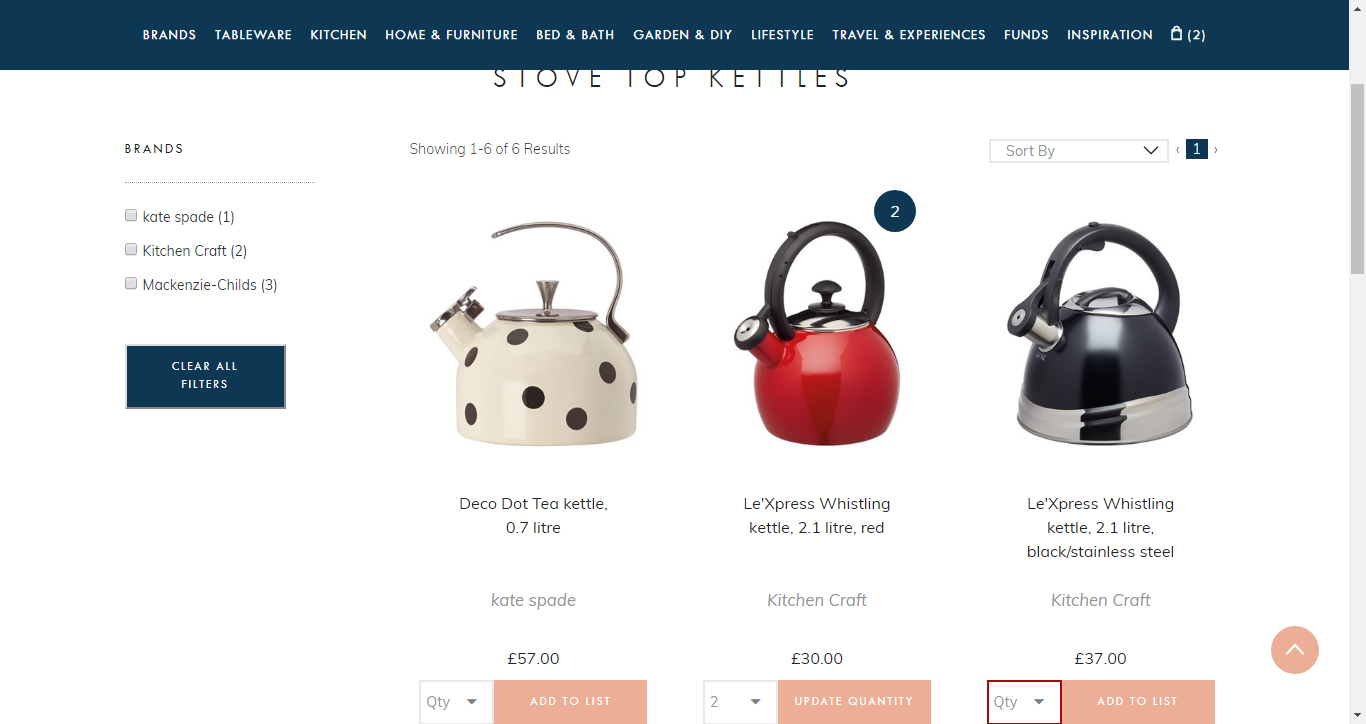 BRANDS TABLEWARE KITCHEN HOME & FURNITURE BED & BATH GARDEN & DIY LIFESTYLE TRAVEL & EXPERIENCES FUNDS INSPIRATION (2)
STOVE TOP KETTLES
BRANDS
kate spade (1)
Kitchen Craft (2)
Mackenzie-Childs (3)
CLEAR ALL
FILTERS
Showing 1-6 of 6 Results
Sort By
‹ 1 ›
2
Deco Dot Tea kettle,
0.7 litre
kate spade
£57.00
Qty ADD TO LIST
Le'Xpress Whistling
kettle, 2.1 litre, red
Kitchen Craft
£30.00
2 UPDATE QUANTITY
Le'Xpress Whistling
kettle, 2.1 litre,
black/stainless steel
Kitchen Craft
£37.00
Qty ADD TO LIST